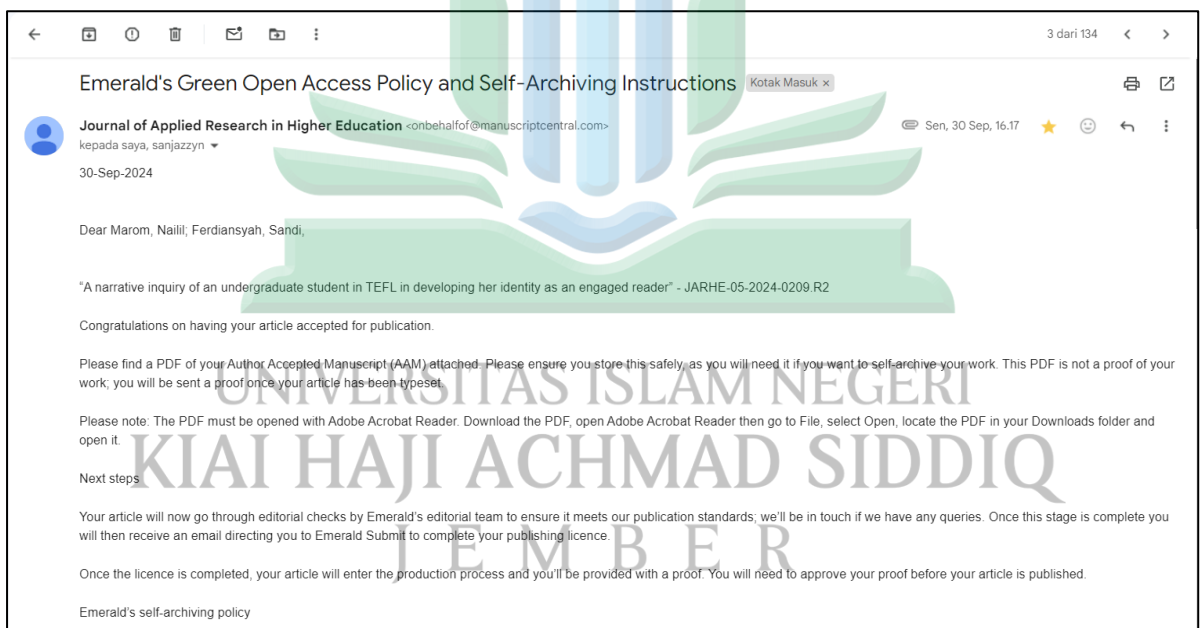 3 dari 134
Emerald's Green Open Access Policy and Self-Archiving Instructions Kotak Masuk ×
Journal of Applied Research in Higher Education <onbehalfof@manuscriptcentral.com> Sen, 30 Sep, 16.17
kepada saya, sanjazzyn
30-Sep-2024
Dear Marom, Nailil; Ferdiansyah, Sandi,
“A narrative inquiry of an undergraduate student in TEFL in developing her identity as an engaged reader” - JARHE-05-2024-0209.R2
Congratulations on having your article accepted for publication.
Please find a PDF of your Author Accepted Manuscript (AAM) attached. Please ensure you store this safely, as you will need it if you want to self-archive your work. This PDF is not a proof of your
work; you will be sent a proof once your article has been typeset.
UNIVERSITAS ISLAM NEGERI
Please note: The PDF must be opened with Adobe Acrobat Reader. Download the PDF, open Adobe Acrobat Reader then go to File, select Open, locate the PDF in your Downloads folder and
open it.
KIAI HAJI ACHMAD SIDDIQ
Next steps
Your article will now go through editorial checks by Emerald’s editorial team to ensure it meets our publication standards; we’ll be in touch if we have any queries. Once this stage is complete you
will then receive an email directing you to Emerald Submit to complete your publishing licence.
JEMBER
Once the licence is completed, your article will enter the production process and you’ll be provided with a proof. You will need to approve your proof before your article is published.
Emerald’s self-archiving policy